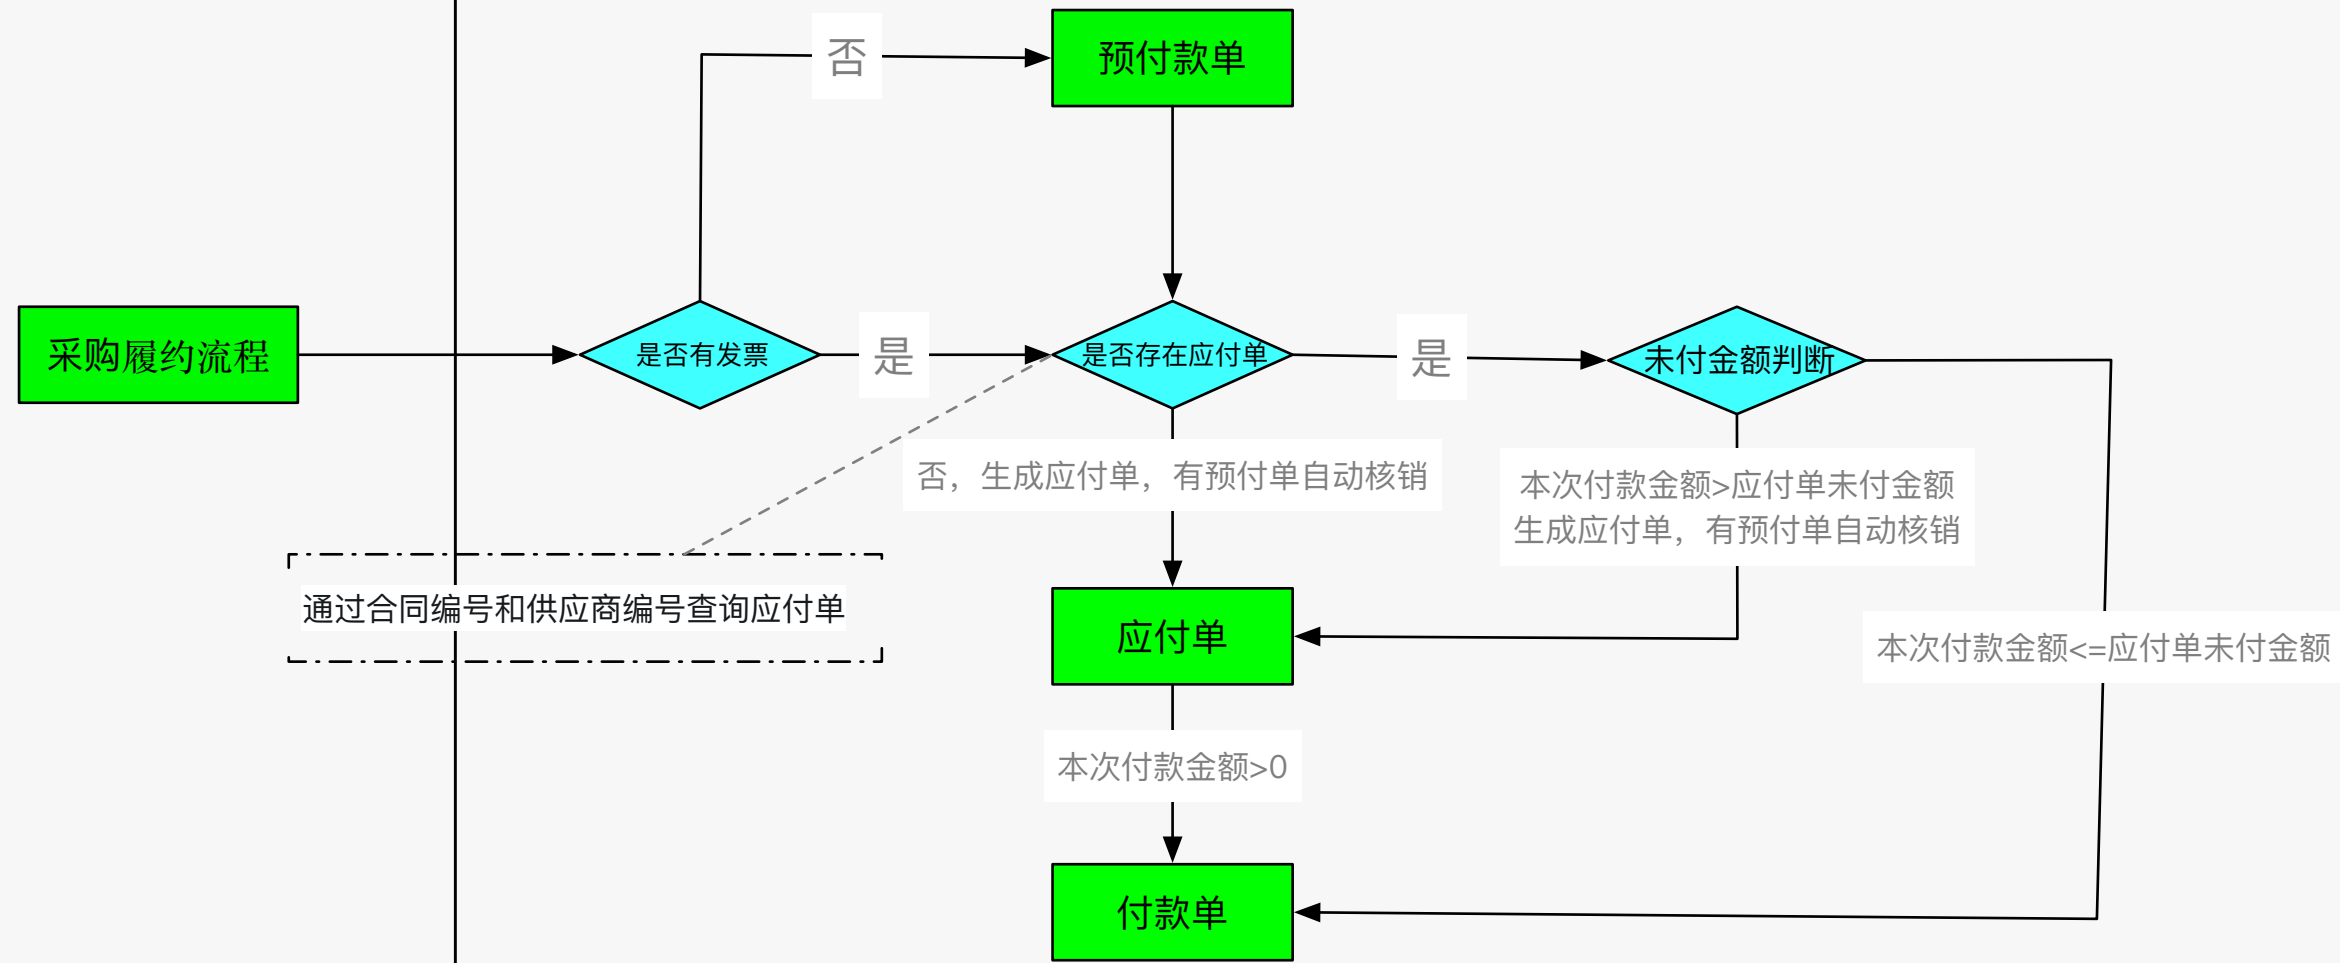 否
预付款单
采购履约流程
是否有发票
是
是否存在应付单
是
未付金额判断
否，生成应付单，有预付单自动核销
本次付款金额>应付单未付金额
生成应付单，有预付单自动核销
通过合同编号和供应商编号查询应付单
应付单
本次付款金额<=应付单未付金额
本次付款金额>0
付款单